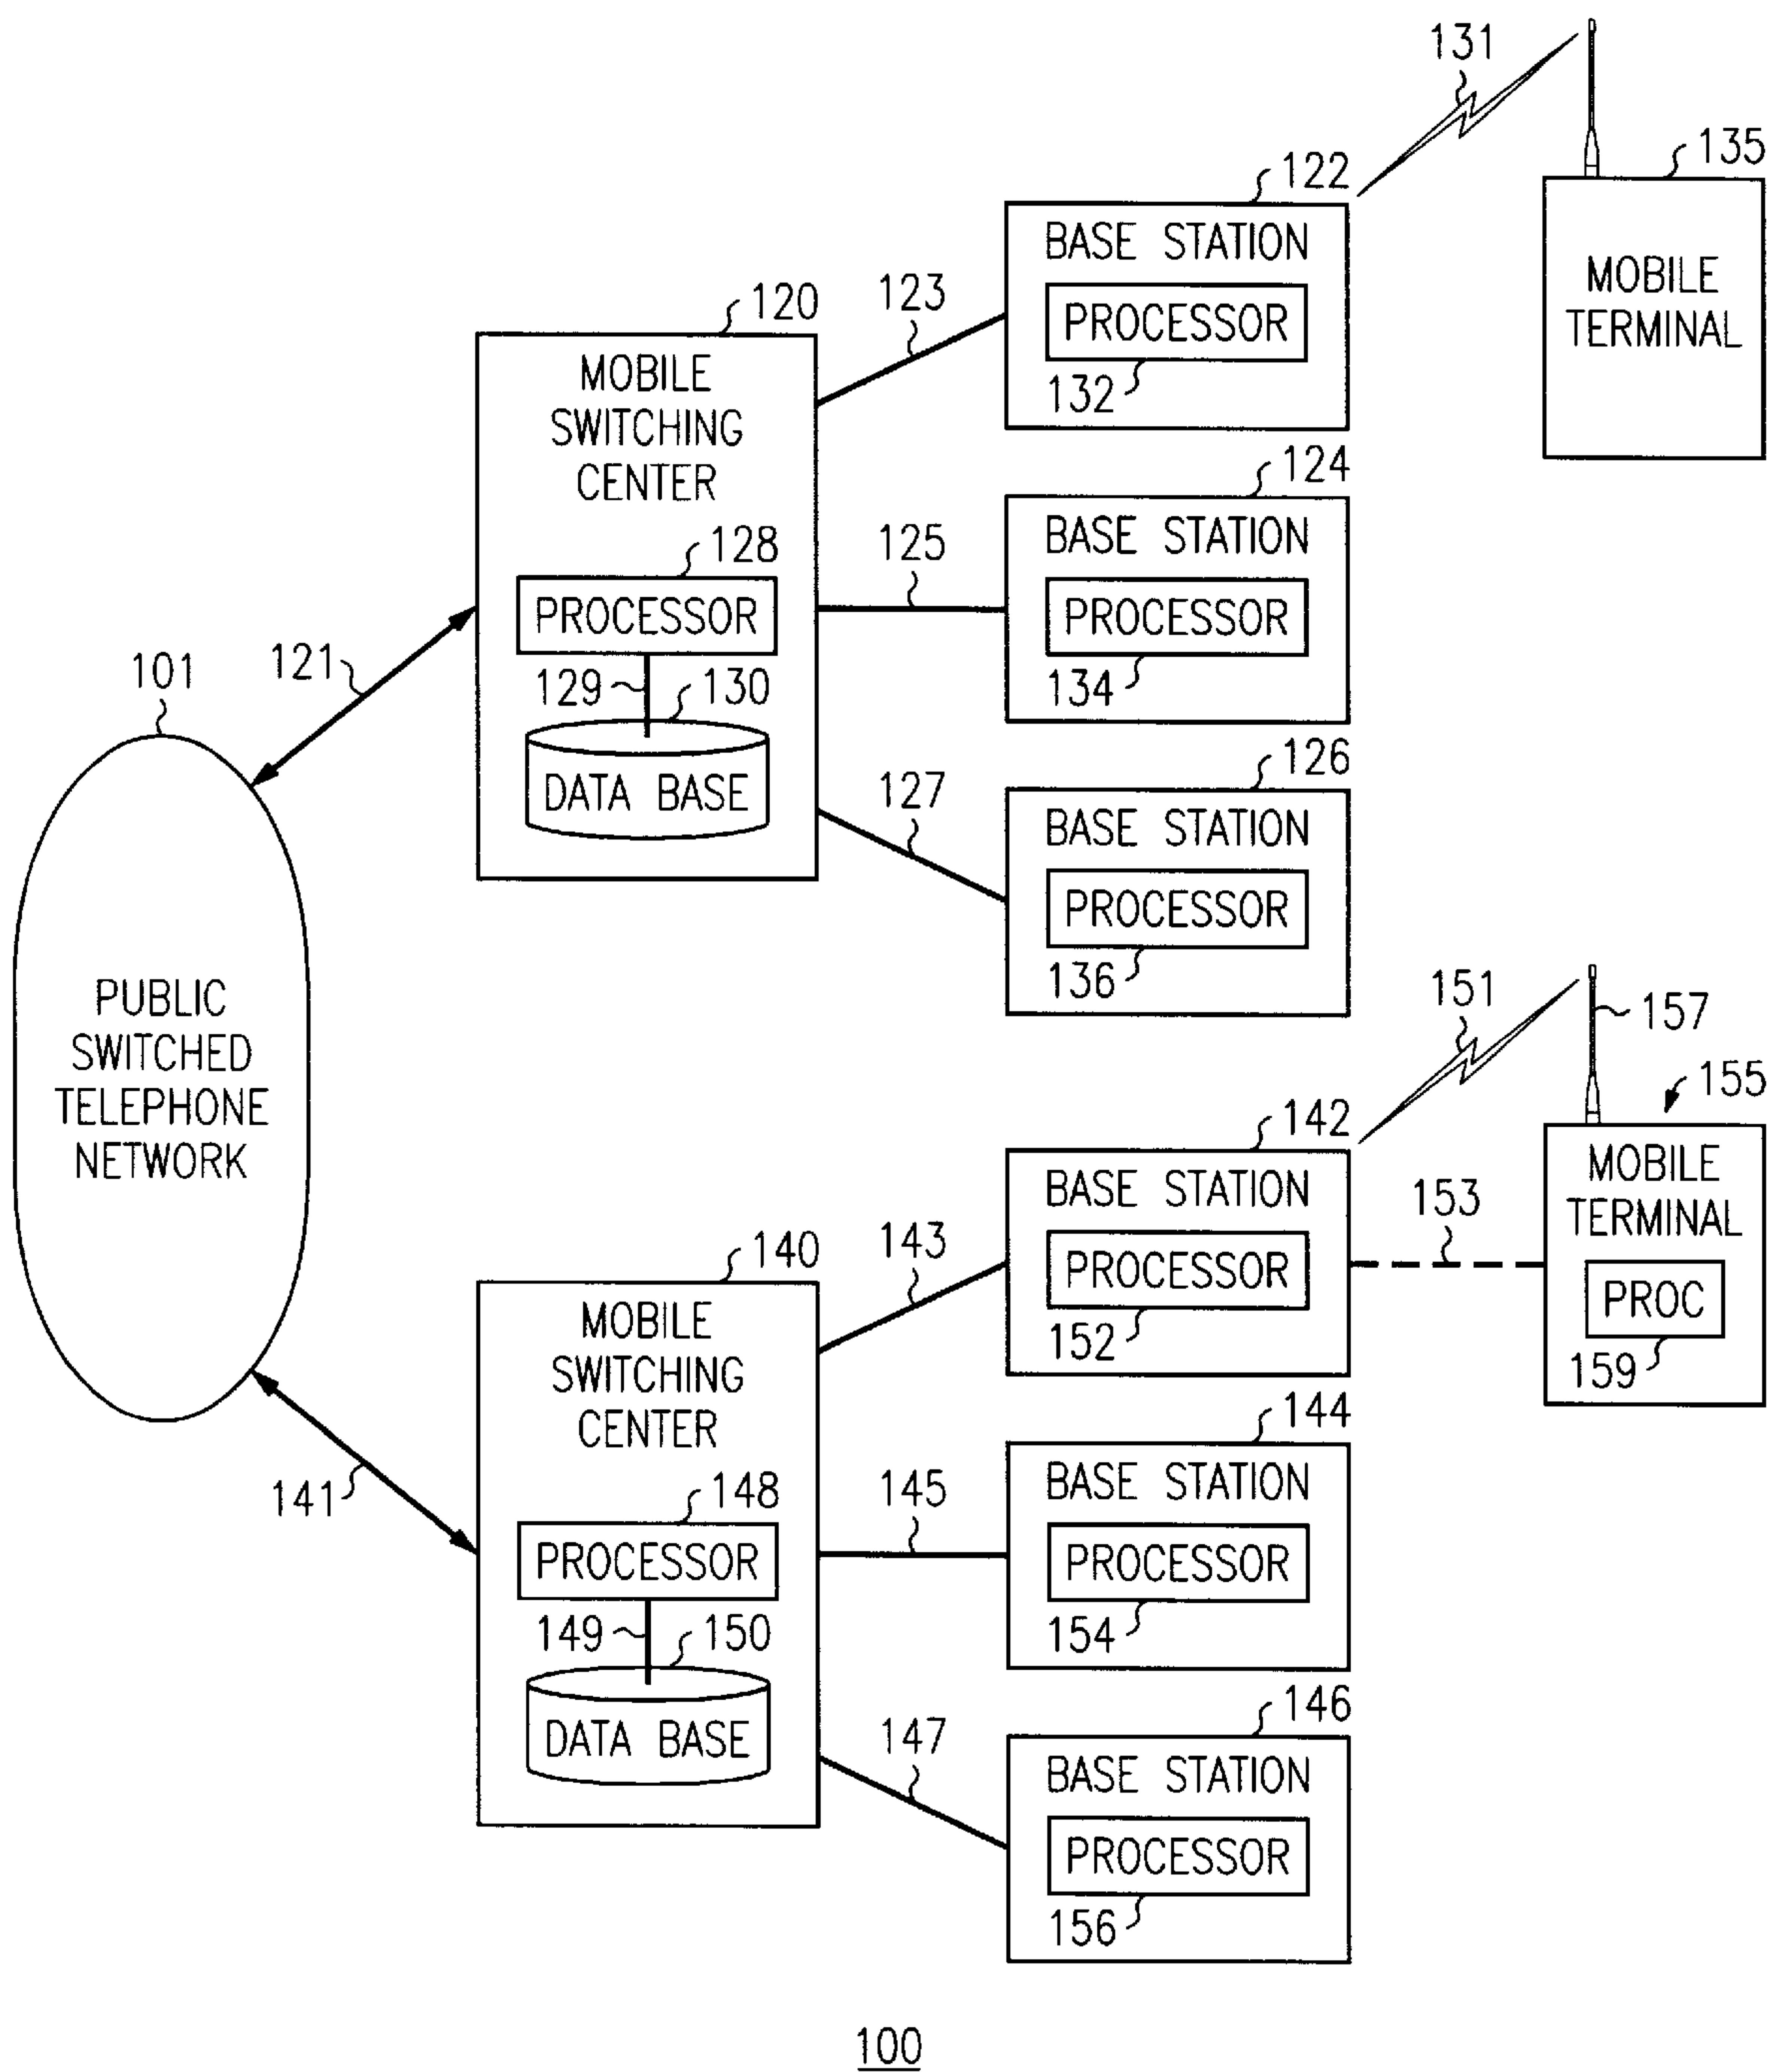 131
135
MOBILE
TERMINAL
122
BASE STATION
PROCESSOR
132
123
120
MOBILE
SWITCHING
CENTER
128
PROCESSOR
129
130
DATA BASE
124
BASE STATION
PROCESSOR
134
125
126
BASE STATION
PROCESSOR
136
127
121
101
PUBLIC
SWITCHED
TELEPHONE
NETWORK
141
151
157
155
MOBILE
TERMINAL
PROC
159
153
142
BASE STATION
PROCESSOR
152
143
140
MOBILE
SWITCHING
CENTER
148
PROCESSOR
149
150
DATA BASE
144
BASE STATION
PROCESSOR
154
145
146
BASE STATION
PROCESSOR
156
147
100